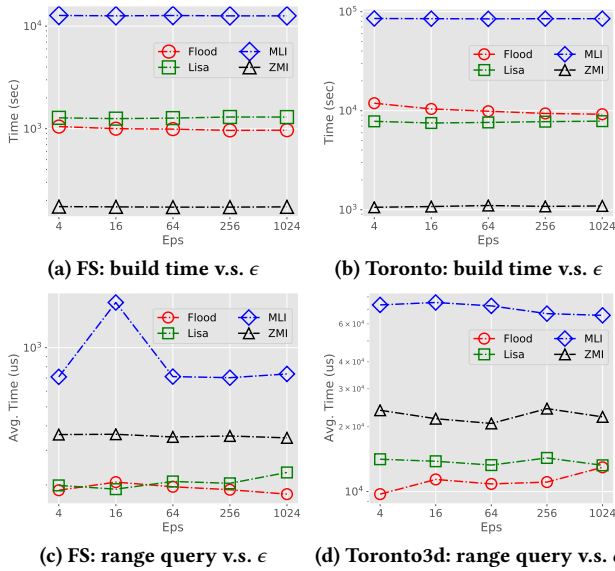 10⁴
10³
Time (sec)
Flood
Lisa
MLI
ZMI
4 16 64 256 1024
Eps
(a) FS: build time v.s. ϵ
10⁵
10⁴
10³
Time (sec)
Flood
Lisa
MLI
ZMI
4 16 64 256 1024
Eps
(b) Toronto: build time v.s. ϵ
10³
Avg. Time (us)
Flood
Lisa
MLI
ZMI
4 16 64 256 1024
Eps
(c) FS: range query v.s. ϵ
6 × 10⁴
4 × 10⁴
3 × 10⁴
2 × 10⁴
10⁴
Avg. Time (us)
Flood
Lisa
MLI
ZMI
4 16 64 256 1024
Eps
(d) Toronto3d: range query v.s.